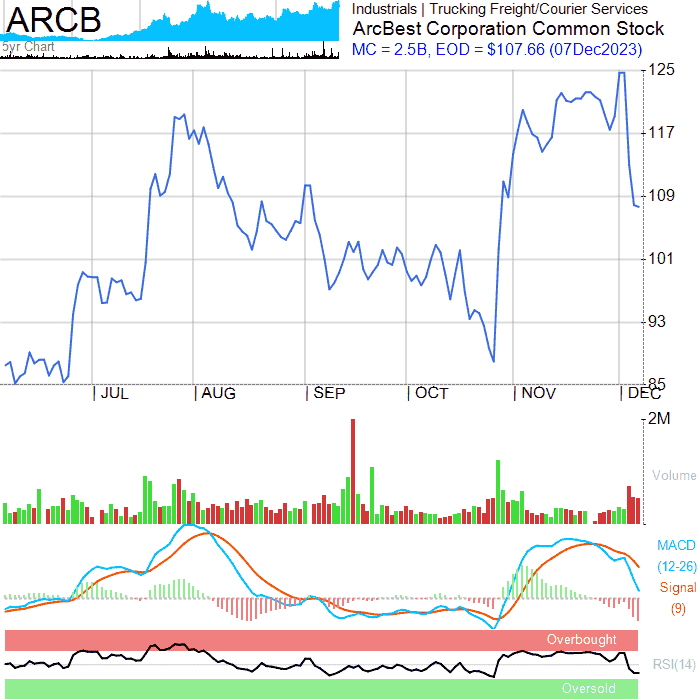 ARCB
5yr Chart
Industrials | Trucking Freight/Courier Services
ArcBest Corporation Common Stock
MC = 2.5B, EOD = $107.66 (07Dec2023)
125
117
109
101
93
85
| JUL | AUG | SEP | OCT | NOV | DEC
2M
Volume
MACD
(12-26)
Signal
(9)
Overbought
RSI(14)
Oversold